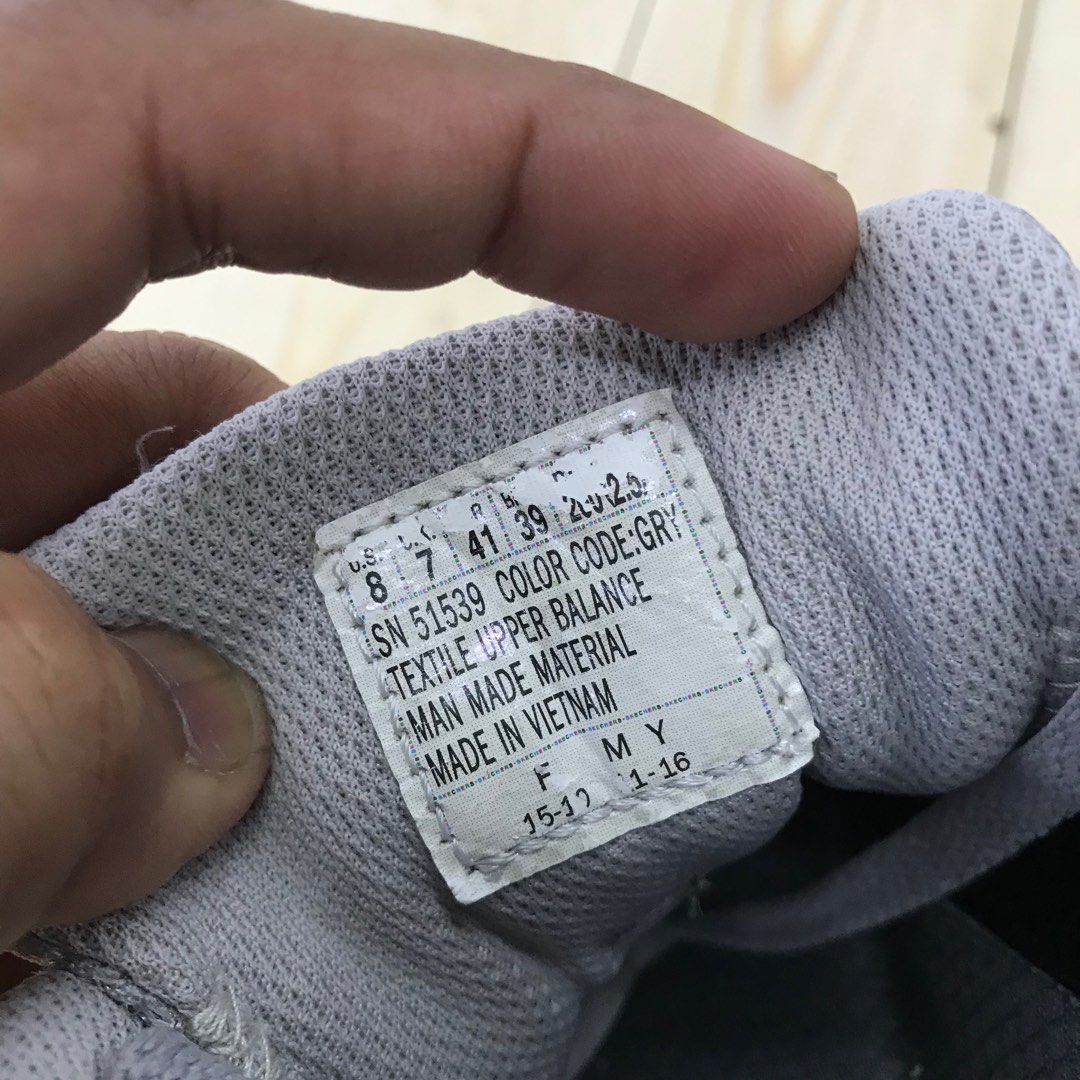 U.S.
8 7 41 39
SN 51539 COLOR CODE:GRY
TEXTILE UPPER BALANCE
MAN MADE MATERIAL
MADE IN VIETNAM
F M Y